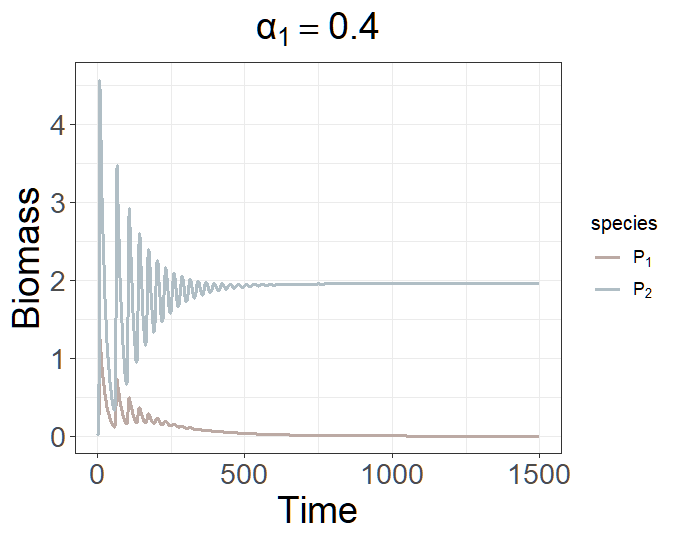 α₁ = 0.4
Biomass
4
3
2
1
0
0 500 1000 1500
Time
species
P₁
P₂